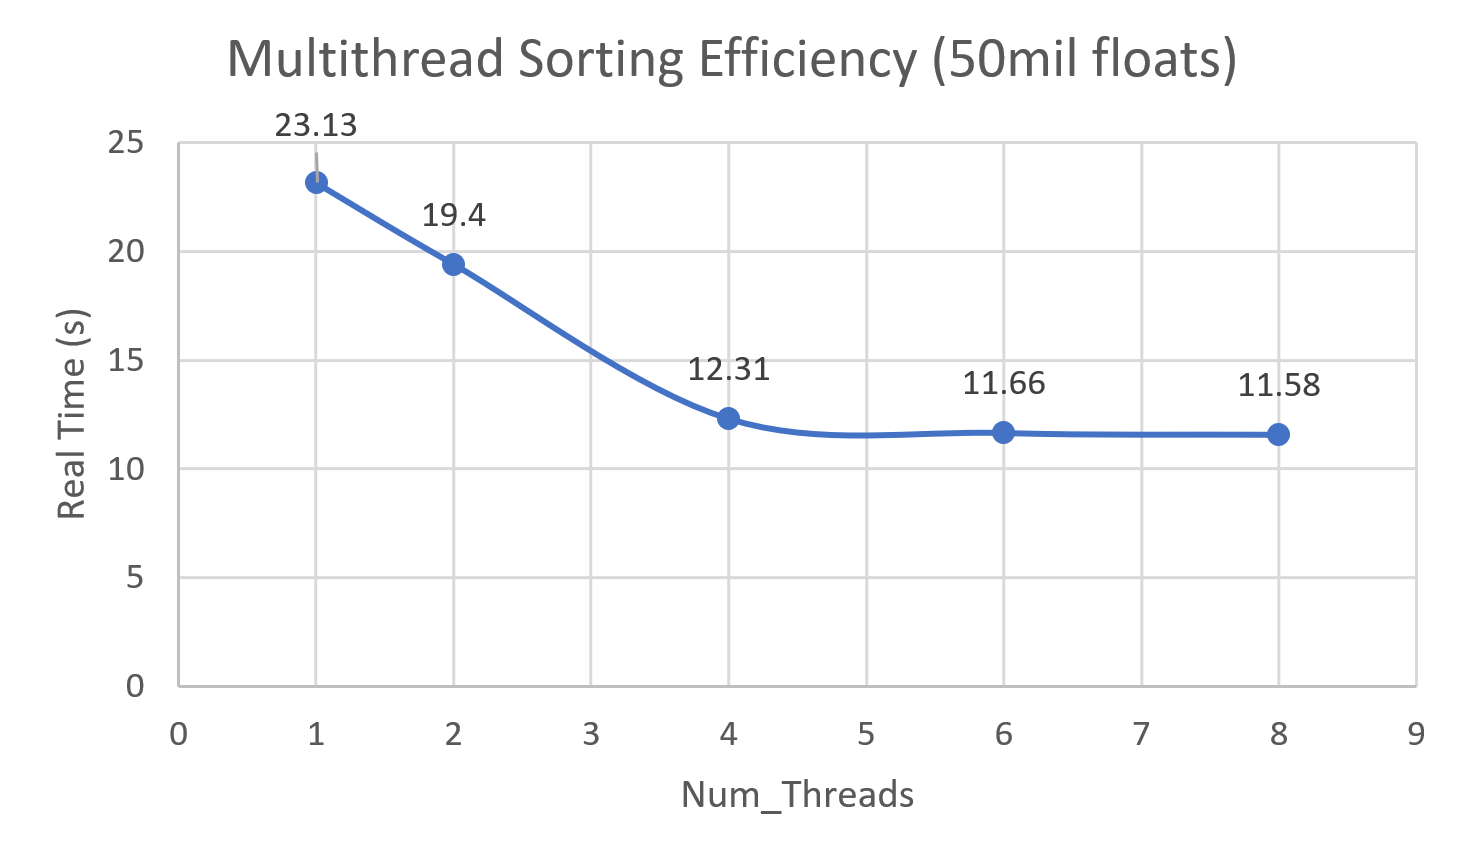 Multithread Sorting Efficiency (50mil floats)
23.13
19.4
12.31
11.66
11.58
25
20
15
10
5
0
Real Time (s)
0 1 2 3 4 5 6 7 8 9
Num_Threads